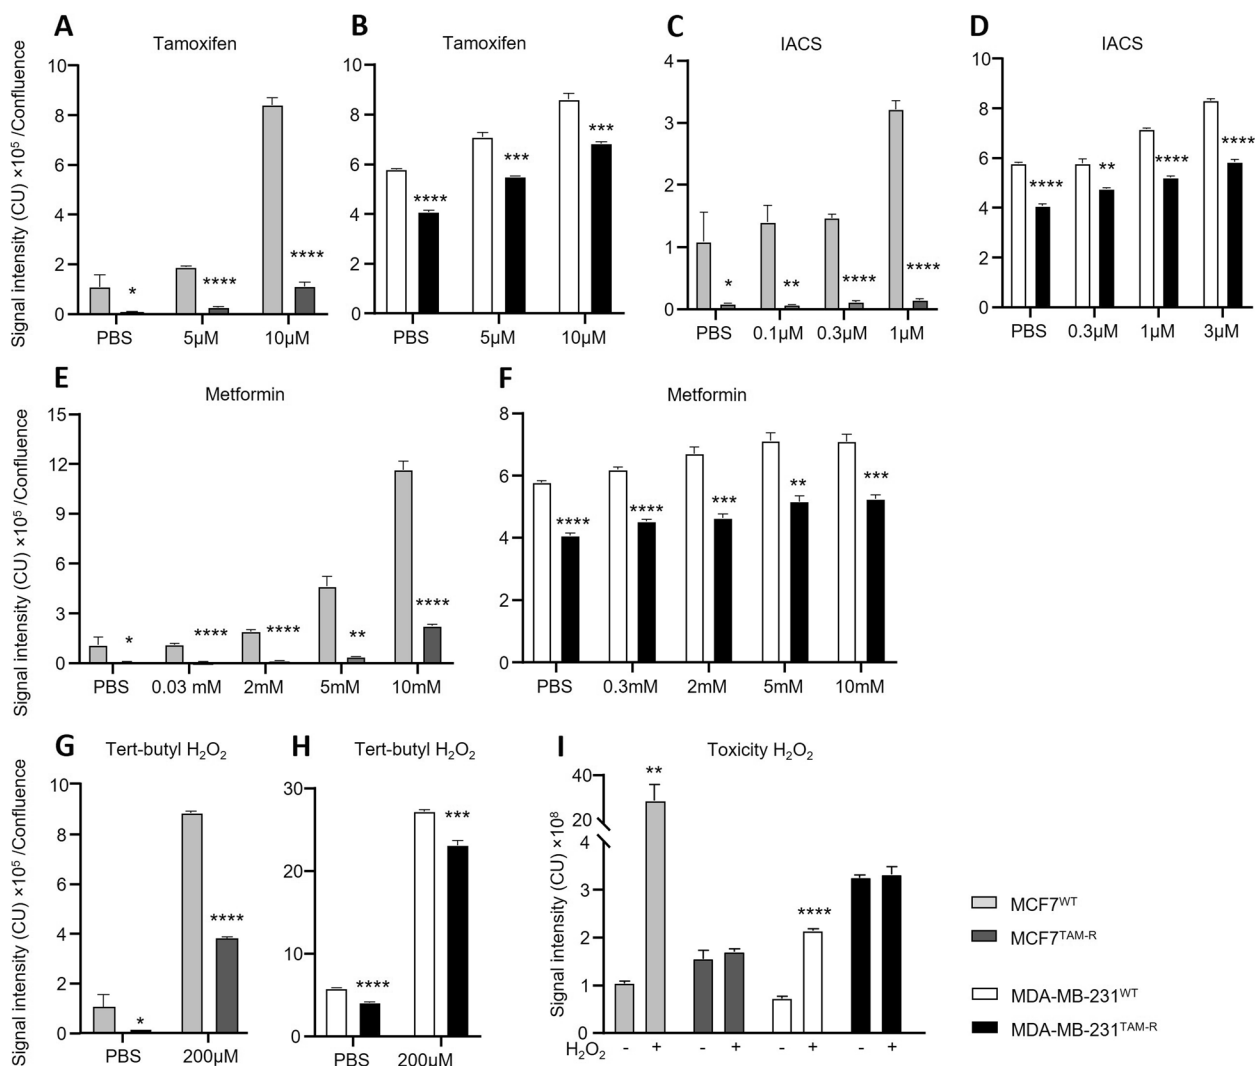 A
Tamoxifen
Signal intensity (CU) ×10⁵ /Confluence
10
8
6
4
2
0
* **** ****
PBS 5µM 10µM
B
Tamoxifen
10
8
6
4
2
0
**** *** ***
PBS 5µM 10µM
C
IACS
4
3
2
1
0
* ** **** ****
PBS 0.1µM 0.3µM 1µM
D
IACS
10
8
6
4
2
0
**** ** **** ****
PBS 0.3µM 1µM 3µM
E
Metformin
Signal intensity (CU) ×10⁵ /Confluence
15
12
9
6
3
0
* **** **** ** ****
PBS 0.03 mM 2mM 5mM 10mM
F
Metformin
8
6
4
2
0
**** **** *** ** ***
PBS 0.3mM 2mM 5mM 10mM
G
Tert-butyl H₂O₂
Signal intensity (CU) ×10⁵ /Confluence
10
8
6
4
2
0
* ****
PBS 200µM
H
Tert-butyl H₂O₂
30
20
10
0
**** ***
PBS 200µM
I
Toxicity H₂O₂
Signal intensity (CU) ×10⁸
40
20
4
3
2
1
0
** ****
H₂O₂ - + - + - + - +
MCF7ᵂᵀ
MCF7ᵀᴬᴹ⁻ᴿ
MDA-MB-231ᵂᵀ
MDA-MB-231ᵀᴬᴹ⁻ᴿ